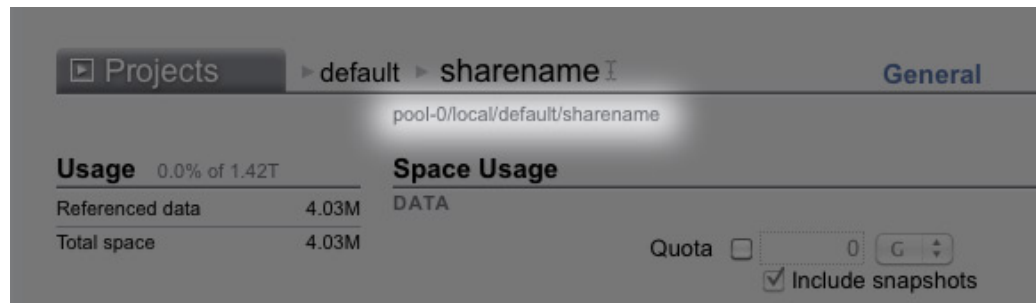 Projects default sharename General
pool-0/local/default/sharename
Usage 0.0% of 1.42T Space Usage
Referenced data 4.03M DATA
Total space 4.03M
Quota 0 G
Include snapshots